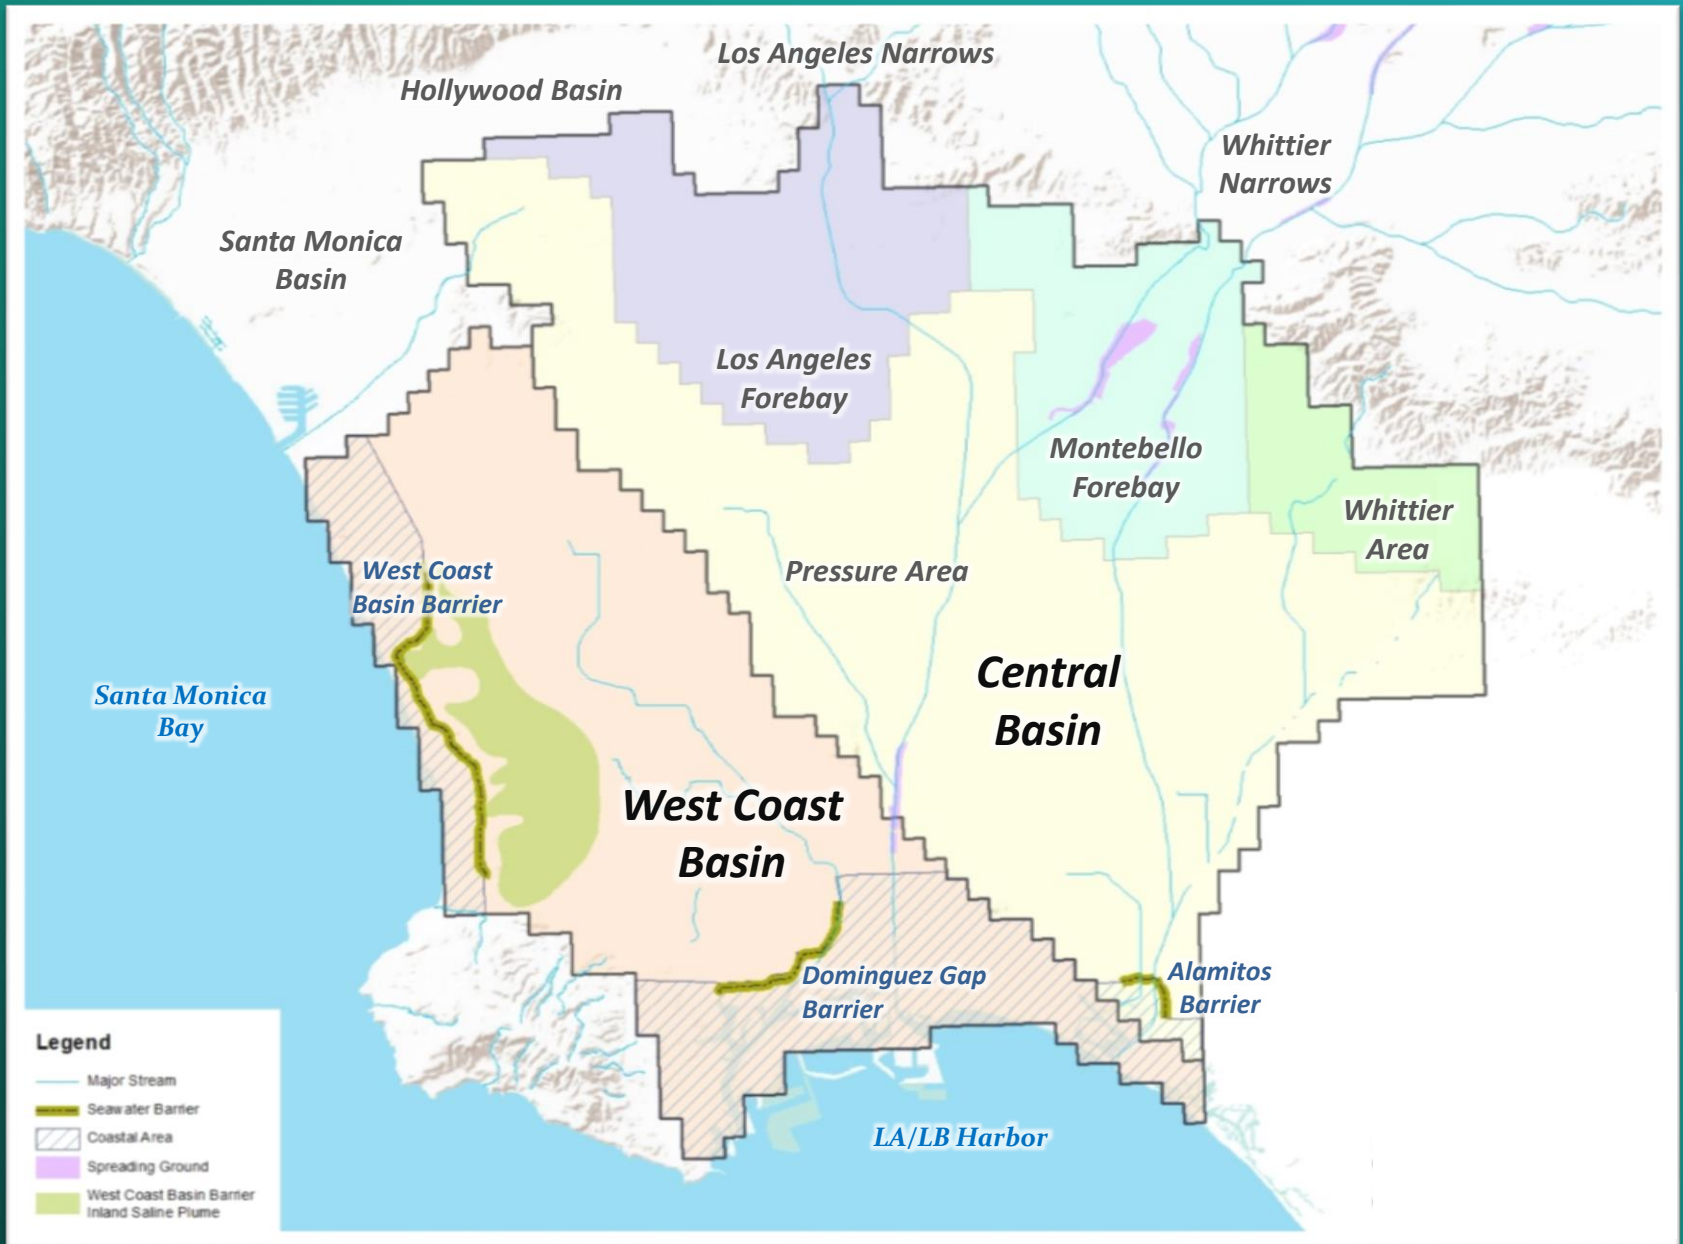 Los Angeles Narrows
Hollywood Basin
Whittier
Narrows
Santa Monica
Basin
Los Angeles
Forebay
Montebello
Forebay
Whittier
Area
Pressure Area
West Coast
Basin Barrier
Central
Basin
Santa Monica
Bay
West Coast
Basin
Dominguez Gap
Barrier
Alamitos
Barrier
LA/LB Harbor
Legend
Major Stream
Seawater Barrier
Coastal Area
Spreading Ground
West Coast Basin Barrier
Inland Saline Plume